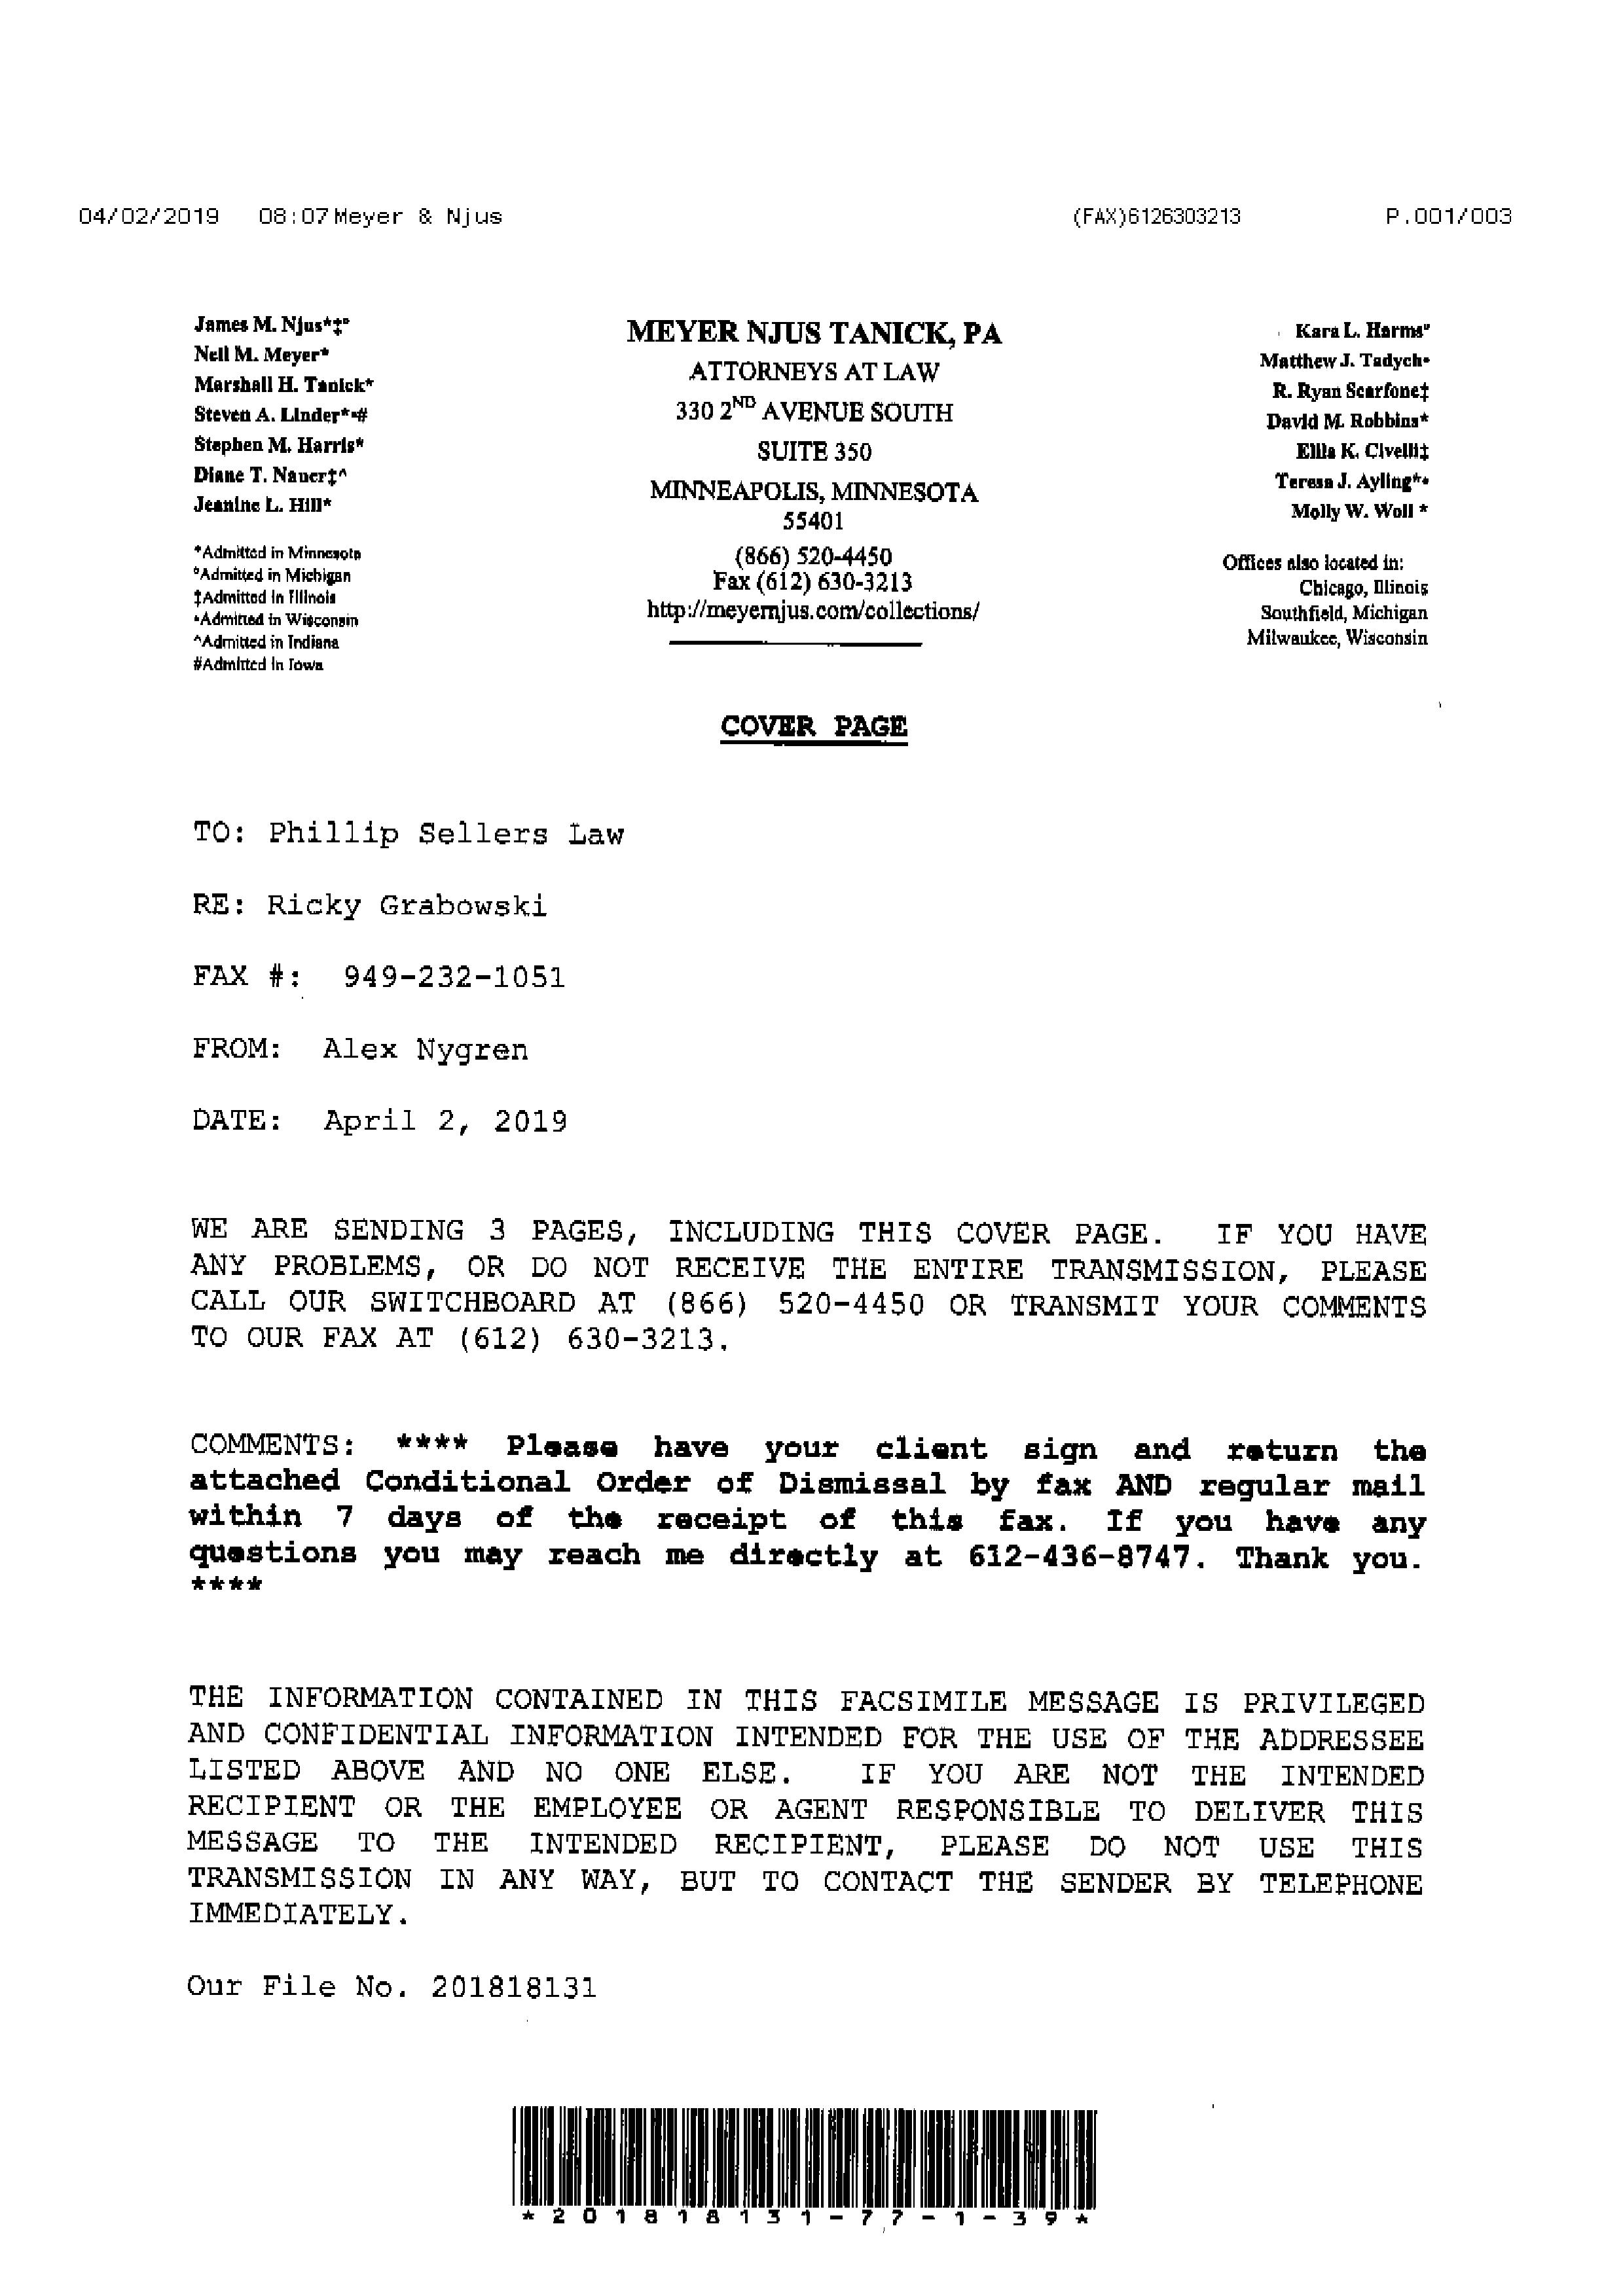 04/02/2019 08:07 Meyer & Njus (FAX)6126303213 P.001/003
James M. Njus*‡°
Neil M. Meyer*
Marshall H. Tanick*
Steven A. Linder*•#
Stephen M. Harris*
Diane T. Nauer‡^
Jeanine L. Hill*
*Admitted in Minnesota
°Admitted in Michigan
‡Admitted in Illinois
•Admitted in Wisconsin
^Admitted in Indiana
#Admitted in Iowa
MEYER NJUS TANICK, PA
ATTORNEYS AT LAW
330 2ND AVENUE SOUTH
SUITE 350
MINNEAPOLIS, MINNESOTA
55401
(866) 520-4450
Fax (612) 630-3213
http://meyernjus.com/collections/
Kara L. Harms°
Matthew J. Tadych•
R. Ryan Scarfone‡
David M. Robbins*
Ellia K. Civelli‡
Teresa J. Ayling*•
Molly W. Woll *
Offices also located in:
Chicago, Illinois
Southfield, Michigan
Milwaukee, Wisconsin
COVER PAGE
TO: Phillip Sellers Law
RE: Ricky Grabowski
FAX #: 949-232-1051
FROM: Alex Nygren
DATE: April 2, 2019
WE ARE SENDING 3 PAGES, INCLUDING THIS COVER PAGE. IF YOU HAVE
ANY PROBLEMS, OR DO NOT RECEIVE THE ENTIRE TRANSMISSION, PLEASE
CALL OUR SWITCHBOARD AT (866) 520-4450 OR TRANSMIT YOUR COMMENTS
TO OUR FAX AT (612) 630-3213.
COMMENTS: **** Please have your client sign and return the
attached Conditional Order of Dismissal by fax AND regular mail
within 7 days of the receipt of this fax. If you have any
questions you may reach me directly at 612-436-8747. Thank you.
****
THE INFORMATION CONTAINED IN THIS FACSIMILE MESSAGE IS PRIVILEGED
AND CONFIDENTIAL INFORMATION INTENDED FOR THE USE OF THE ADDRESSEE
LISTED ABOVE AND NO ONE ELSE. IF YOU ARE NOT THE INTENDED
RECIPIENT OR THE EMPLOYEE OR AGENT RESPONSIBLE TO DELIVER THIS
MESSAGE TO THE INTENDED RECIPIENT, PLEASE DO NOT USE THIS
TRANSMISSION IN ANY WAY, BUT TO CONTACT THE SENDER BY TELEPHONE
IMMEDIATELY.
Our File No. 201818131
*201818131-77-1-39*